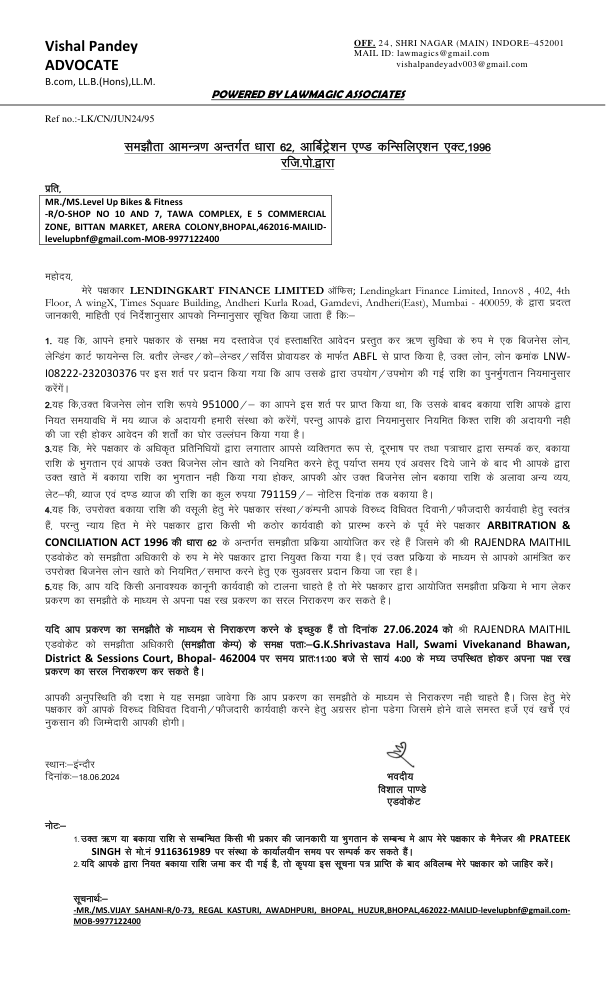 Vishal Pandey
ADVOCATE
B.com, LL.B.(Hons),LL.M.
OFF. 24, SHRI NAGAR (MAIN) INDORE–452001
MAIL ID: lawmagics@gmail.com
vishalpandeyadv003@gmail.com
POWERED BY LAWMAGIC ASSOCIATES
Ref no.:-LK/CN/JUN24/95
समझौता आमन्त्रण अन्तर्गत धारा 62, आर्बिट्रेशन एण्ड कन्सिलिएशन एक्ट,1996
रजि.पो.द्वारा
प्रति,
MR./MS.Level Up Bikes & Fitness
-R/O-SHOP NO 10 AND 7, TAWA COMPLEX, E 5 COMMERCIAL
ZONE, BITTAN MARKET, ARERA COLONY,BHOPAL,462016-MAILID-
levelupbnf@gmail.com-MOB-9977122400
महोदय,
मेरे पक्षकार LENDINGKART FINANCE LIMITED ऑफिस; Lendingkart Finance Limited, Innov8 , 402, 4th
Floor, A wingX, Times Square Building, Andheri Kurla Road, Gamdevi, Andheri(East), Mumbai - 400059, के द्वारा प्रदत्त
जानकारी, माहिती एवं निर्देशानुसार आपको निम्नानुसार सूचित किया जाता हैं कि:–
1. यह कि, आपने हमारे पक्षकार के समक्ष मय दस्तावेज एवं हस्ताक्षरित आवेदन प्रस्तुत कर ऋण सुविधा के रुप मे एक बिजनेस लोन,
लेन्डिंग कार्ट फायनेन्स लि. बतौर लेन्डर/को–लेन्डर/सर्विस प्रोवायडर के मार्फत ABFL से प्राप्त किया है, उक्त लोन, लोन क्रमांक LNW-
I08222-232030376 पर इस शर्त पर प्रदान किया गया कि आप उसके द्वारा उपयोग/उपभोग की गई राशि का पुनर्भुगतान नियमानुसार
करेंगें।
2.यह कि,उक्त बिजनेस लोन राशि रूपये 951000/– का आपने इस शर्त पर प्राप्त किया था, कि उसके बाबद बकाया राशि आपके द्वारा
नियत समयावधि में मय ब्याज के अदायगी हमारी संस्था को करेंगें, परन्तु आपके द्वारा नियमानुसार नियमित किश्त राशि की अदायगी नही
की जा रही होकर आवेदन की शर्तों का घोर उल्लंघन किया गया है।
3.यह कि, मेरे पक्षकार के अधिकृत प्रतिनिधियों द्वारा लगातार आपसे व्यक्तिगत रूप से, दूरभाष पर तथा पत्राचार द्वारा सम्पर्क कर, बकाया
राशि के भुगतान एवं आपके उक्त बिजनेस लोन खाते को नियमित करने हेतू पर्याप्त समय एवं अवसर दिये जाने के बाद भी आपके द्वारा
उक्त खाते में बकाया राशि का भुगतान नही किया गया होकर, आपकी ओर उक्त बिजनेस लोन खाते के बकाया राशि के अलावा अन्य व्यय,
लेट–फी, ब्याज एवं दण्ड ब्याज की राशि का कुल रुपया 791159/– नोटिस दिनांक तक बकाया है।
4.यह कि, उपरोक्त बकाया राशि की वसूली हेतु मेरे पक्षकार संस्था/कंम्पनी आपके विरुध्द विधिवत दिवानी/फौजदारी कार्यवाही हेतु स्वतंत्र
हैं, परन्तु न्याय हित मे मेरे पक्षकार द्वारा किसी भी कठोर कार्यवाही को प्रारम्भ करने के पूर्व मेरे पक्षकार ARBITRATION &
CONCILIATION ACT 1996 की धारा 62 के अन्तर्गत समझौता प्रक्रिया आयोजित कर रहे हैं जिसमे की श्री RAJENDRA MAITHIL
एडवोकेट को समझौता अधिकारी के रुप मे मेरे पक्षकार द्वारा नियुक्त किया गया है। एवं उक्त प्रक्रिया के माध्यम से आपको आमंत्रित कर
उपरोक्त बिजनेस लोन खाते को नियमित/समाप्त करने हेतु एक सुअवसर प्रदान किया जा रहा है।
5.यह कि, आप यदि किसी अनावश्यक कानूनी कार्यवाही को टालना चाहते है तो मेरे पक्षकार द्वारा आयोजित समझौता प्रक्रिया मे भाग लेकर
प्रकरण का समझौते के माध्यम से अपना पक्ष रख प्रकरण का सरल निराकरण कर सकते है।
यदि आप प्रकरण का समझौते के माध्यम से निराकरण करने के इच्छुक हैं तो दिनांक 27.06.2024 को श्री RAJENDRA MAITHIL
एडवोकेट को समझौता अधिकारी (समझौता केम्प) के समक्ष पताः–G.K.Shrivastava Hall, Swami Vivekanand Bhawan,
District & Sessions Court, Bhopal- 462004 पर समय प्रातः11:00 बजे से सायं 4:00 के मध्य उपस्थित होकर अपना पक्ष रख
प्रकरण का सरल निराकरण कर सकते है।
आपकी अनुपस्थिति की दशा मे यह समझा जावेगा कि आप प्रकरण का समझौते के माध्यम से निराकरण नही चाहते है। जिस हेतु मेरे
पक्षकार को आपके विरुध्द विधिवत दिवानी/फौजदारी कार्यवाही करने हेतु अग्रसर होना पडेगा जिसमे होने वाले समस्त हर्जे एवं खर्चे एवं
नुकसान की जिम्मेदारी आपकी होगी।
स्थानः–इंन्दौर
दिनांकः–18.06.2024
भवदीय
विशाल पाण्डे
एडवोकेट
नोटः–
1.उक्त ऋण या बकाया राशि से सम्बन्धित किसी भी प्रकार की जानकारी या भुगतान के सम्बन्ध मे आप मेरे पक्षकार के मैनेजर श्री PRATEEK
SINGH से मो.नं 9116361989 पर संस्था के कार्यालयीन समय पर सम्पर्क कर सकते हैं।
2.यदि आपके द्वारा नियत बकाया राशि जमा कर दी गई है, तो कृपया इस सूचना पत्र प्राप्ति के बाद अविलम्ब मेरे पक्षकार को जाहिर करें।
सूचनार्थः–
-MR./MS.VIJAY SAHANI-R/0-73, REGAL KASTURI, AWADHPURI, BHOPAL, HUZUR,BHOPAL,462022-MAILID-levelupbnf@gmail.com-
MOB-9977122400